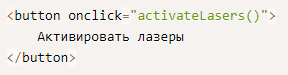 <button onclick="activateLasers()">
    Активировать лазеры
</button>